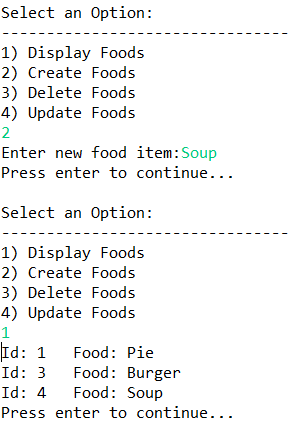 Select an Option:
-------------------------------
1) Display Foods
2) Create Foods
3) Delete Foods
4) Update Foods
2
Enter new food item:Soup
Press enter to continue...

Select an Option:
-------------------------------
1) Display Foods
2) Create Foods
3) Delete Foods
4) Update Foods
1
Id: 1   Food: Pie
Id: 3   Food: Burger
Id: 4   Food: Soup
Press enter to continue...